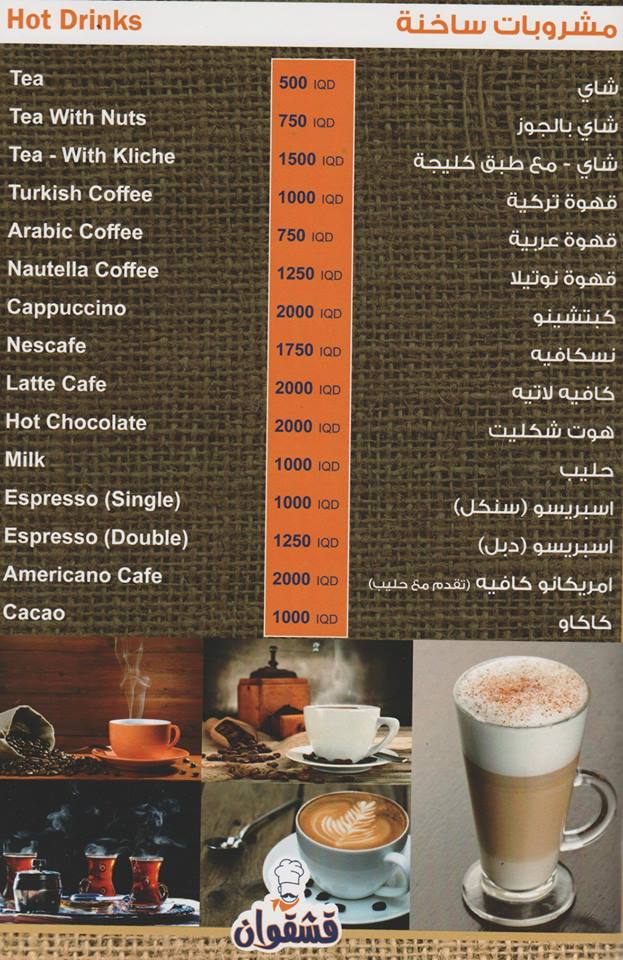 Hot Drinks مشروبات ساخنة
Tea 500 IQD شاي
Tea With Nuts 750 IQD شاي بالجوز
Tea - With Kliche 1500 IQD شاي - مع طبق كليجة
Turkish Coffee 1000 IQD قهوة تركية
Arabic Coffee 750 IQD قهوة عربية
Nautella Coffee 1250 IQD قهوة نوتيلا
Cappuccino 2000 IQD كبتشينو
Nescafe 1750 IQD نسكافيه
Latte Cafe 2000 IQD كافيه لاتيه
Hot Chocolate 2000 IQD هوت شكليت
Milk 1000 IQD حليب
Espresso (Single) 1000 IQD اسبريسو (سنكل)
Espresso (Double) 1250 IQD اسبريسو (دبل)
Americano Cafe 2000 IQD امريكانو كافيه (تقدم مع حليب)
Cacao 1000 IQD كاكاو
قشقوان